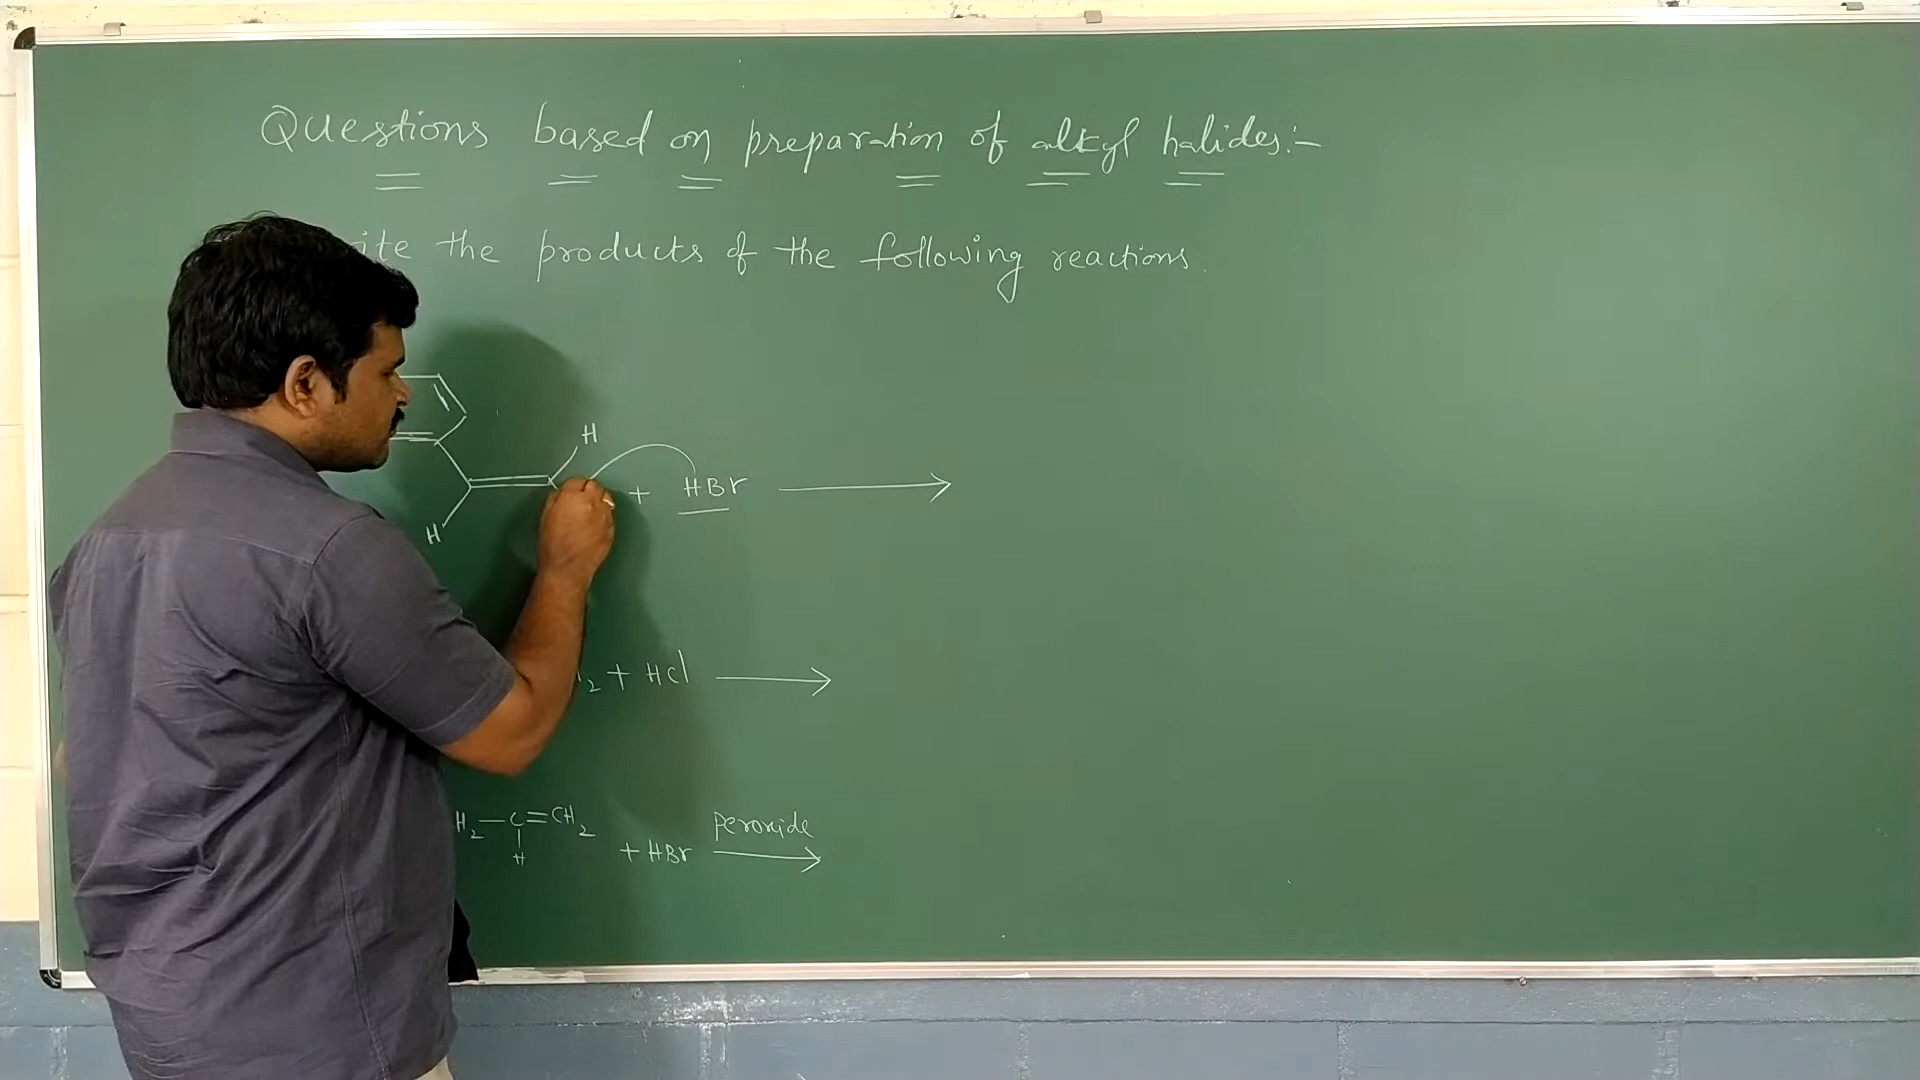 Questions based on preparation of alkyl halides:-
ite the products of the following reactions.
H
+ HBr ⟶
H
2 + HCl ⟶
H2—C=CH2 + HBr peroxide ⟶
H